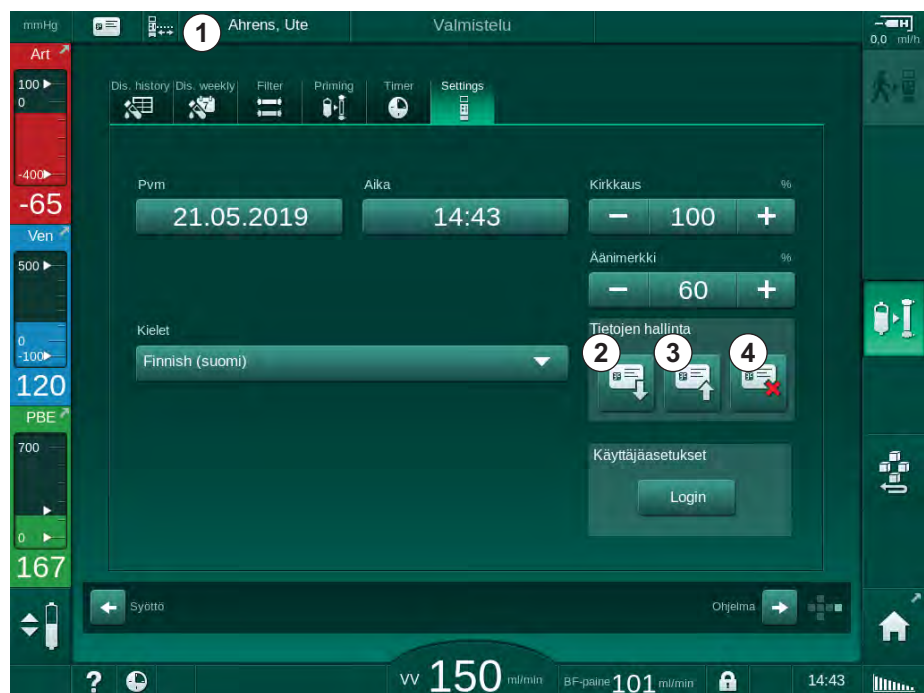 mmHg 1 Ahrens, Ute Valmistelu 0,0 ml/h
Art
100
0
-400
-65
Ven
500
0
-100
120
PBE
700
0
167
Dis. history Dis. weekly Filter Priming Timer Settings
7
Pvm Aika Kirkkaus %
21.05.2019 14:43 − 100 +
Äänimerkki %
− 60 +
Kielet Tietojen hallinta
Finnish (suomi) 2 3 4
Käyttäjäasetukset
Login
Syöttö Ohjelma
? VV 150 ml/min BF-paine 101 ml/min 14:43